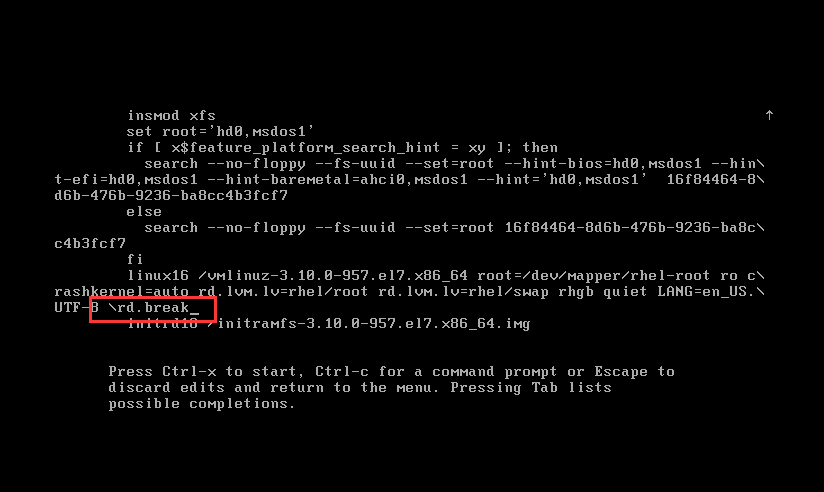 insmod xfs
set root='hd0,msdos1'
if [ x$feature_platform_search_hint = xy ]; then
search --no-floppy --fs-uuid --set=root --hint-bios=hd0,msdos1 --hin\
t-efi=hd0,msdos1 --hint-baremetal=ahci0,msdos1 --hint='hd0,msdos1'  16f84464-8\
d6b-476b-9236-ba8cc4b3fcf7
else
search --no-floppy --fs-uuid --set=root 16f84464-8d6b-476b-9236-ba8c\
c4b3fcf7
fi
linux16 /vmlinuz-3.10.0-957.el7.x86_64 root=/dev/mapper/rhel-root ro c\
rashkernel=auto rd.lvm.lv=rhel/root rd.lvm.lv=rhel/swap rhgb quiet LANG=en_US.\
UTF-8 \rd.break_
initrd16 /initramfs-3.10.0-957.el7.x86_64.img
Press Ctrl-x to start, Ctrl-c for a command prompt or Escape to
discard edits and return to the menu. Pressing Tab lists
possible completions.